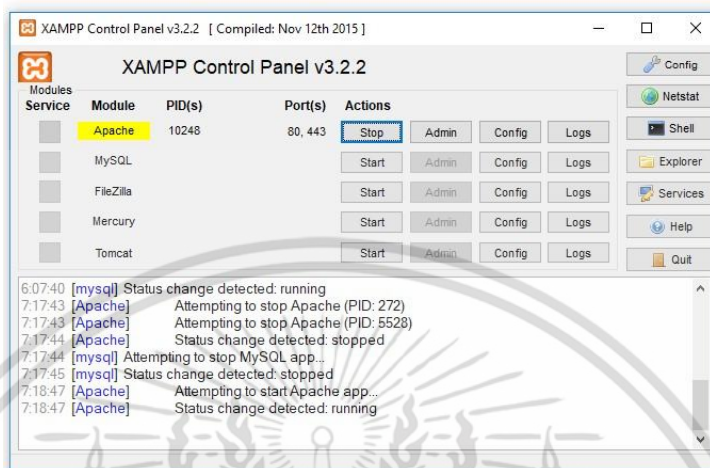 XAMPP Control Panel v3.2.2 [ Compiled: Nov 12th 2015 ]
XAMPP Control Panel v3.2.2
Config
Modules
Service Module PID(s) Port(s) Actions
Netstat
Apache 10248 80, 443 Stop Admin Config Logs
Shell
MySQL Start Admin Config Logs
Explorer
FileZilla Start Admin Config Logs
Services
Mercury Start Admin Config Logs
Help
Tomcat Start Admin Config Logs
Quit
6:07:40 [mysql] Status change detected: running
7:17:43 [Apache] Attempting to stop Apache (PID: 272)
7:17:43 [Apache] Attempting to stop Apache (PID: 5528)
7:17:44 [Apache] Status change detected: stopped
7:17:44 [mysql] Attempting to stop MySQL app...
7:17:45 [mysql] Status change detected: stopped
7:18:47 [Apache] Attempting to start Apache app...
7:18:47 [Apache] Status change detected: running